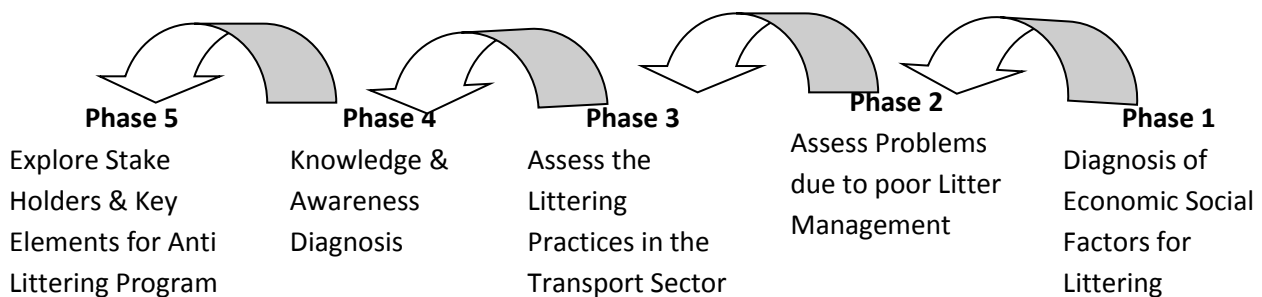 Phase 5
Explore Stake
Holders & Key
Elements for Anti
Littering Program
Phase 4
Knowledge &
Awareness
Diagnosis
Phase 3
Assess the
Littering
Practices in the
Transport Sector
Phase 2
Assess Problems
due to poor Litter
Management
Phase 1
Diagnosis of
Economic Social
Factors for
Littering